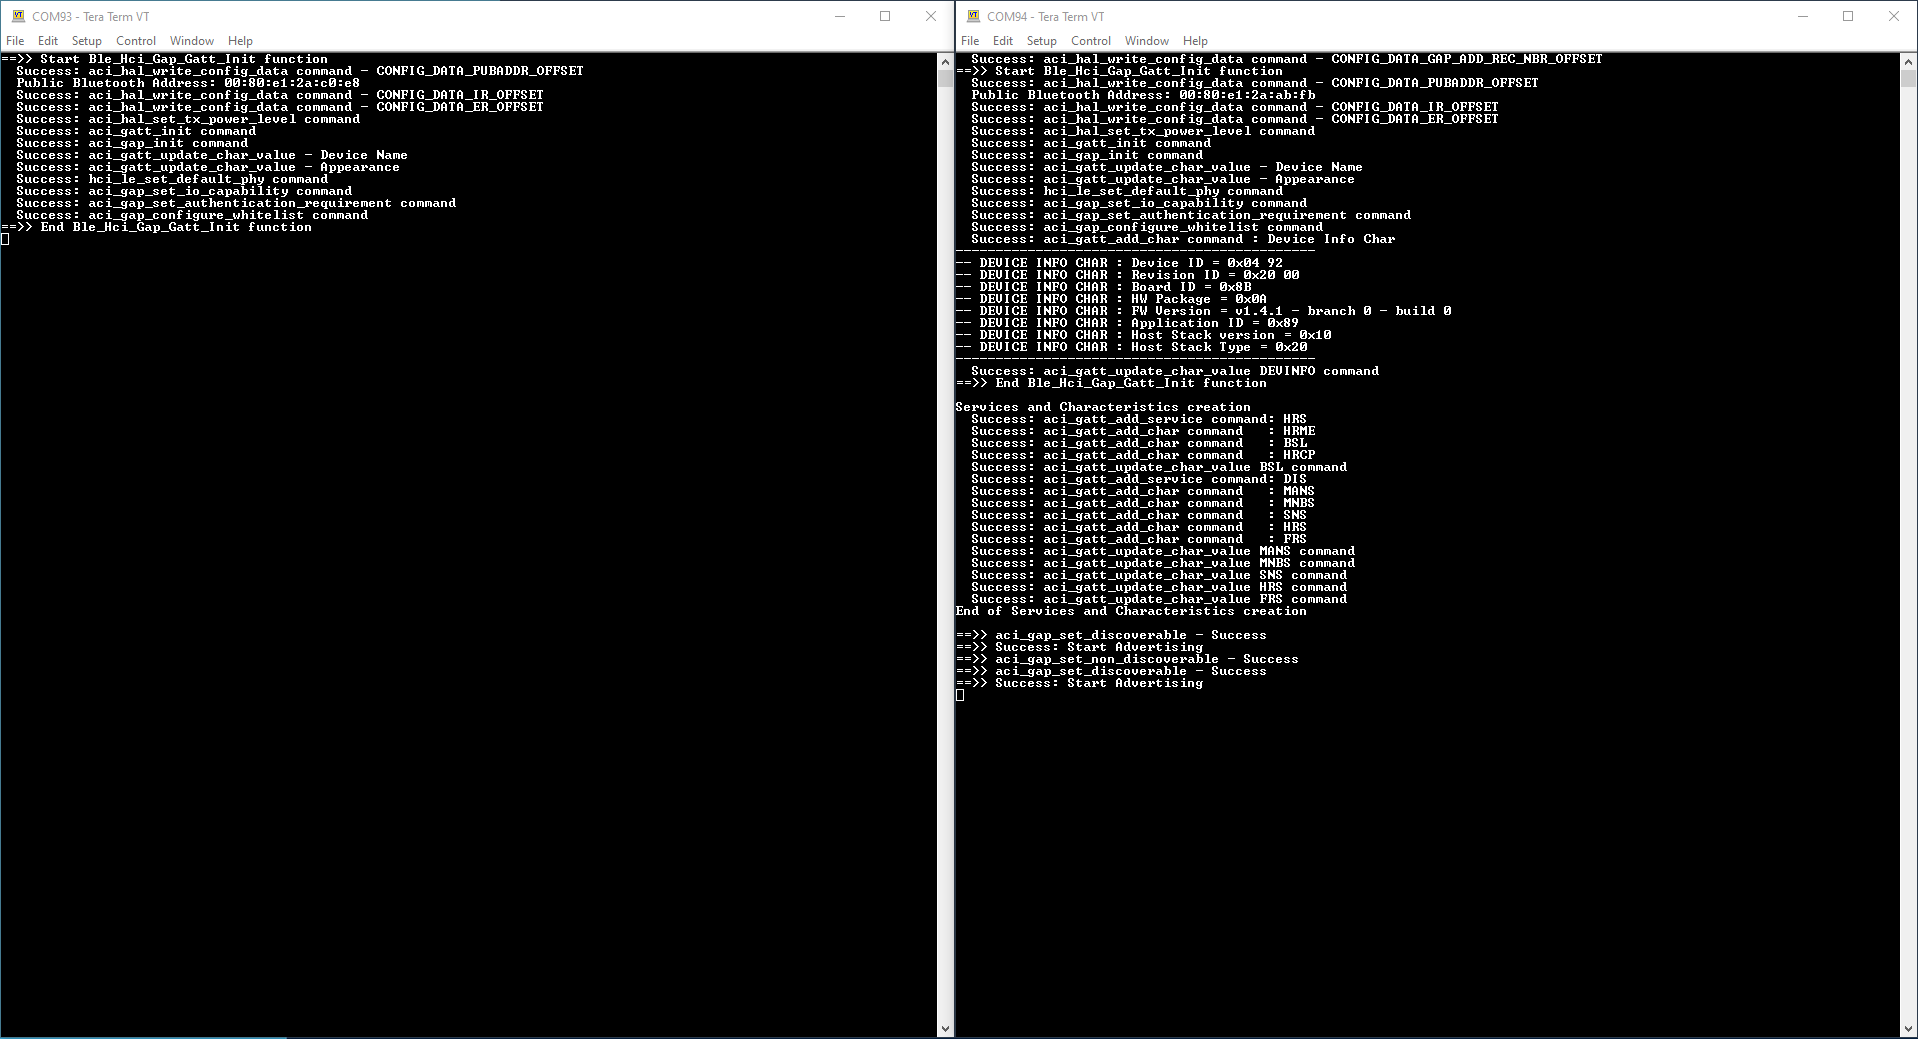 COM93 - Tera Term VT
File Edit Setup Control Window Help
==>> Start Ble_Hci_Gap_Gatt_Init function
Success: aci_hal_write_config_data command - CONFIG_DATA_PUBADDR_OFFSET
Public Bluetooth Address: 00:80:e1:2a:c0:e8
Success: aci_hal_write_config_data command - CONFIG_DATA_IR_OFFSET
Success: aci_hal_write_config_data command - CONFIG_DATA_ER_OFFSET
Success: aci_hal_set_tx_power_level command
Success: aci_gatt_init command
Success: aci_gap_init command
Success: aci_gatt_update_char_value - Device Name
Success: aci_gatt_update_char_value - Appearance
Success: hci_le_set_default_phy command
Success: aci_gap_set_io_capability command
Success: aci_gap_set_authentication_requirement command
Success: aci_gap_configure_whitelist command
==>> End Ble_Hci_Gap_Gatt_Init function
COM94 - Tera Term VT
File Edit Setup Control Window Help
Success: aci_hal_write_config_data command - CONFIG_DATA_GAP_ADD_REC_NBR_OFFSET
==>> Start Ble_Hci_Gap_Gatt_Init function
Success: aci_hal_write_config_data command - CONFIG_DATA_PUBADDR_OFFSET
Public Bluetooth Address: 00:80:e1:2a:ab:fb
Success: aci_hal_write_config_data command - CONFIG_DATA_IR_OFFSET
Success: aci_hal_write_config_data command - CONFIG_DATA_ER_OFFSET
Success: aci_hal_set_tx_power_level command
Success: aci_gatt_init command
Success: aci_gap_init command
Success: aci_gatt_update_char_value - Device Name
Success: aci_gatt_update_char_value - Appearance
Success: hci_le_set_default_phy command
Success: aci_gap_set_io_capability command
Success: aci_gap_set_authentication_requirement command
Success: aci_gap_configure_whitelist command
Success: aci_gatt_add_char command : Device Info Char
---------------------------------------------
-- DEVICE INFO CHAR : Device ID = 0x04 92
-- DEVICE INFO CHAR : Revision ID = 0x20 00
-- DEVICE INFO CHAR : Board ID = 0x8B
-- DEVICE INFO CHAR : HW Package = 0x0A
-- DEVICE INFO CHAR : FW Version = v1.4.1 - branch 0 - build 0
-- DEVICE INFO CHAR : Application ID = 0x89
-- DEVICE INFO CHAR : Host Stack version = 0x10
-- DEVICE INFO CHAR : Host Stack Type = 0x20
---------------------------------------------
Success: aci_gatt_update_char_value DEVINFO command
==>> End Ble_Hci_Gap_Gatt_Init function
Services and Characteristics creation
Success: aci_gatt_add_service command: HRS
Success: aci_gatt_add_char command   : HRME
Success: aci_gatt_add_char command   : BSL
Success: aci_gatt_add_char command   : HRCP
Success: aci_gatt_update_char_value BSL command
Success: aci_gatt_add_service command: DIS
Success: aci_gatt_add_char command   : MANS
Success: aci_gatt_add_char command   : MNBS
Success: aci_gatt_add_char command   : SNS
Success: aci_gatt_add_char command   : HRS
Success: aci_gatt_add_char command   : FRS
Success: aci_gatt_update_char_value MANS command
Success: aci_gatt_update_char_value MNBS command
Success: aci_gatt_update_char_value SNS command
Success: aci_gatt_update_char_value HRS command
Success: aci_gatt_update_char_value FRS command
End of Services and Characteristics creation
==>> aci_gap_set_discoverable - Success
==>> Success: Start Advertising
==>> aci_gap_set_non_discoverable - Success
==>> aci_gap_set_discoverable - Success
==>> Success: Start Advertising